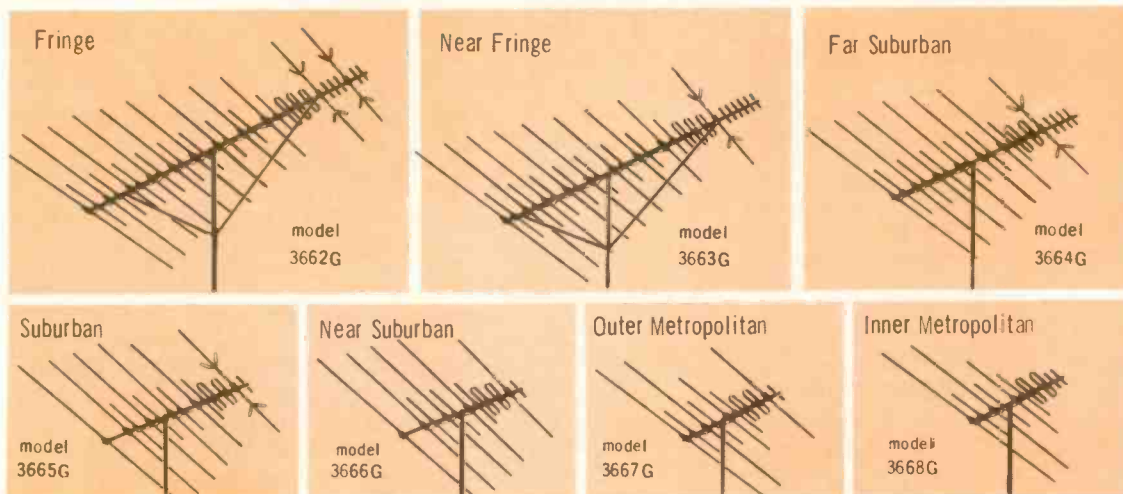 Fringe
model
3662G
Near Fringe
model
3663G
Far Suburban
model
3664G
Suburban
model
3665G
Near Suburban
model
3666G
Outer Metropolitan
model
3667G
Inner Metropolitan
model
3668G